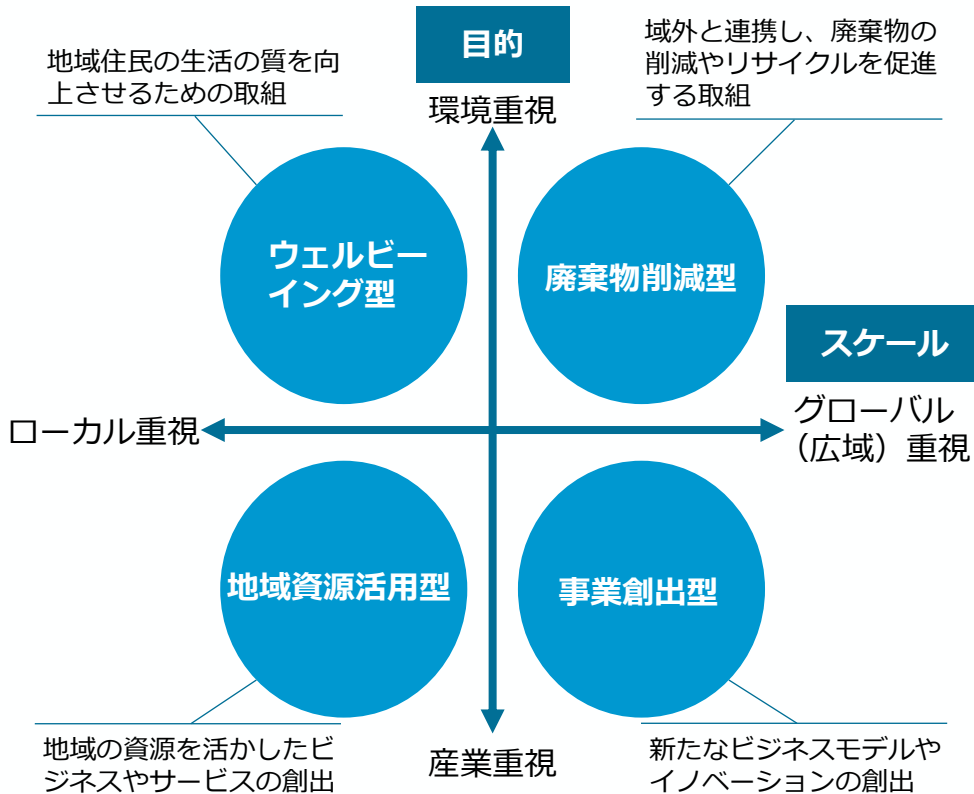 目的
環境重視
地域住民の生活の質を向
上させるための取組
域外と連携し、廃棄物の
削減やリサイクルを促進
する取組
ウェルビー
イング型
廃棄物削減型
スケール
ローカル重視
グローバル
（広域）重視
地域資源活用型
事業創出型
地域の資源を活かしたビ
ジネスやサービスの創出
産業重視
新たなビジネスモデルや
イノベーションの創出